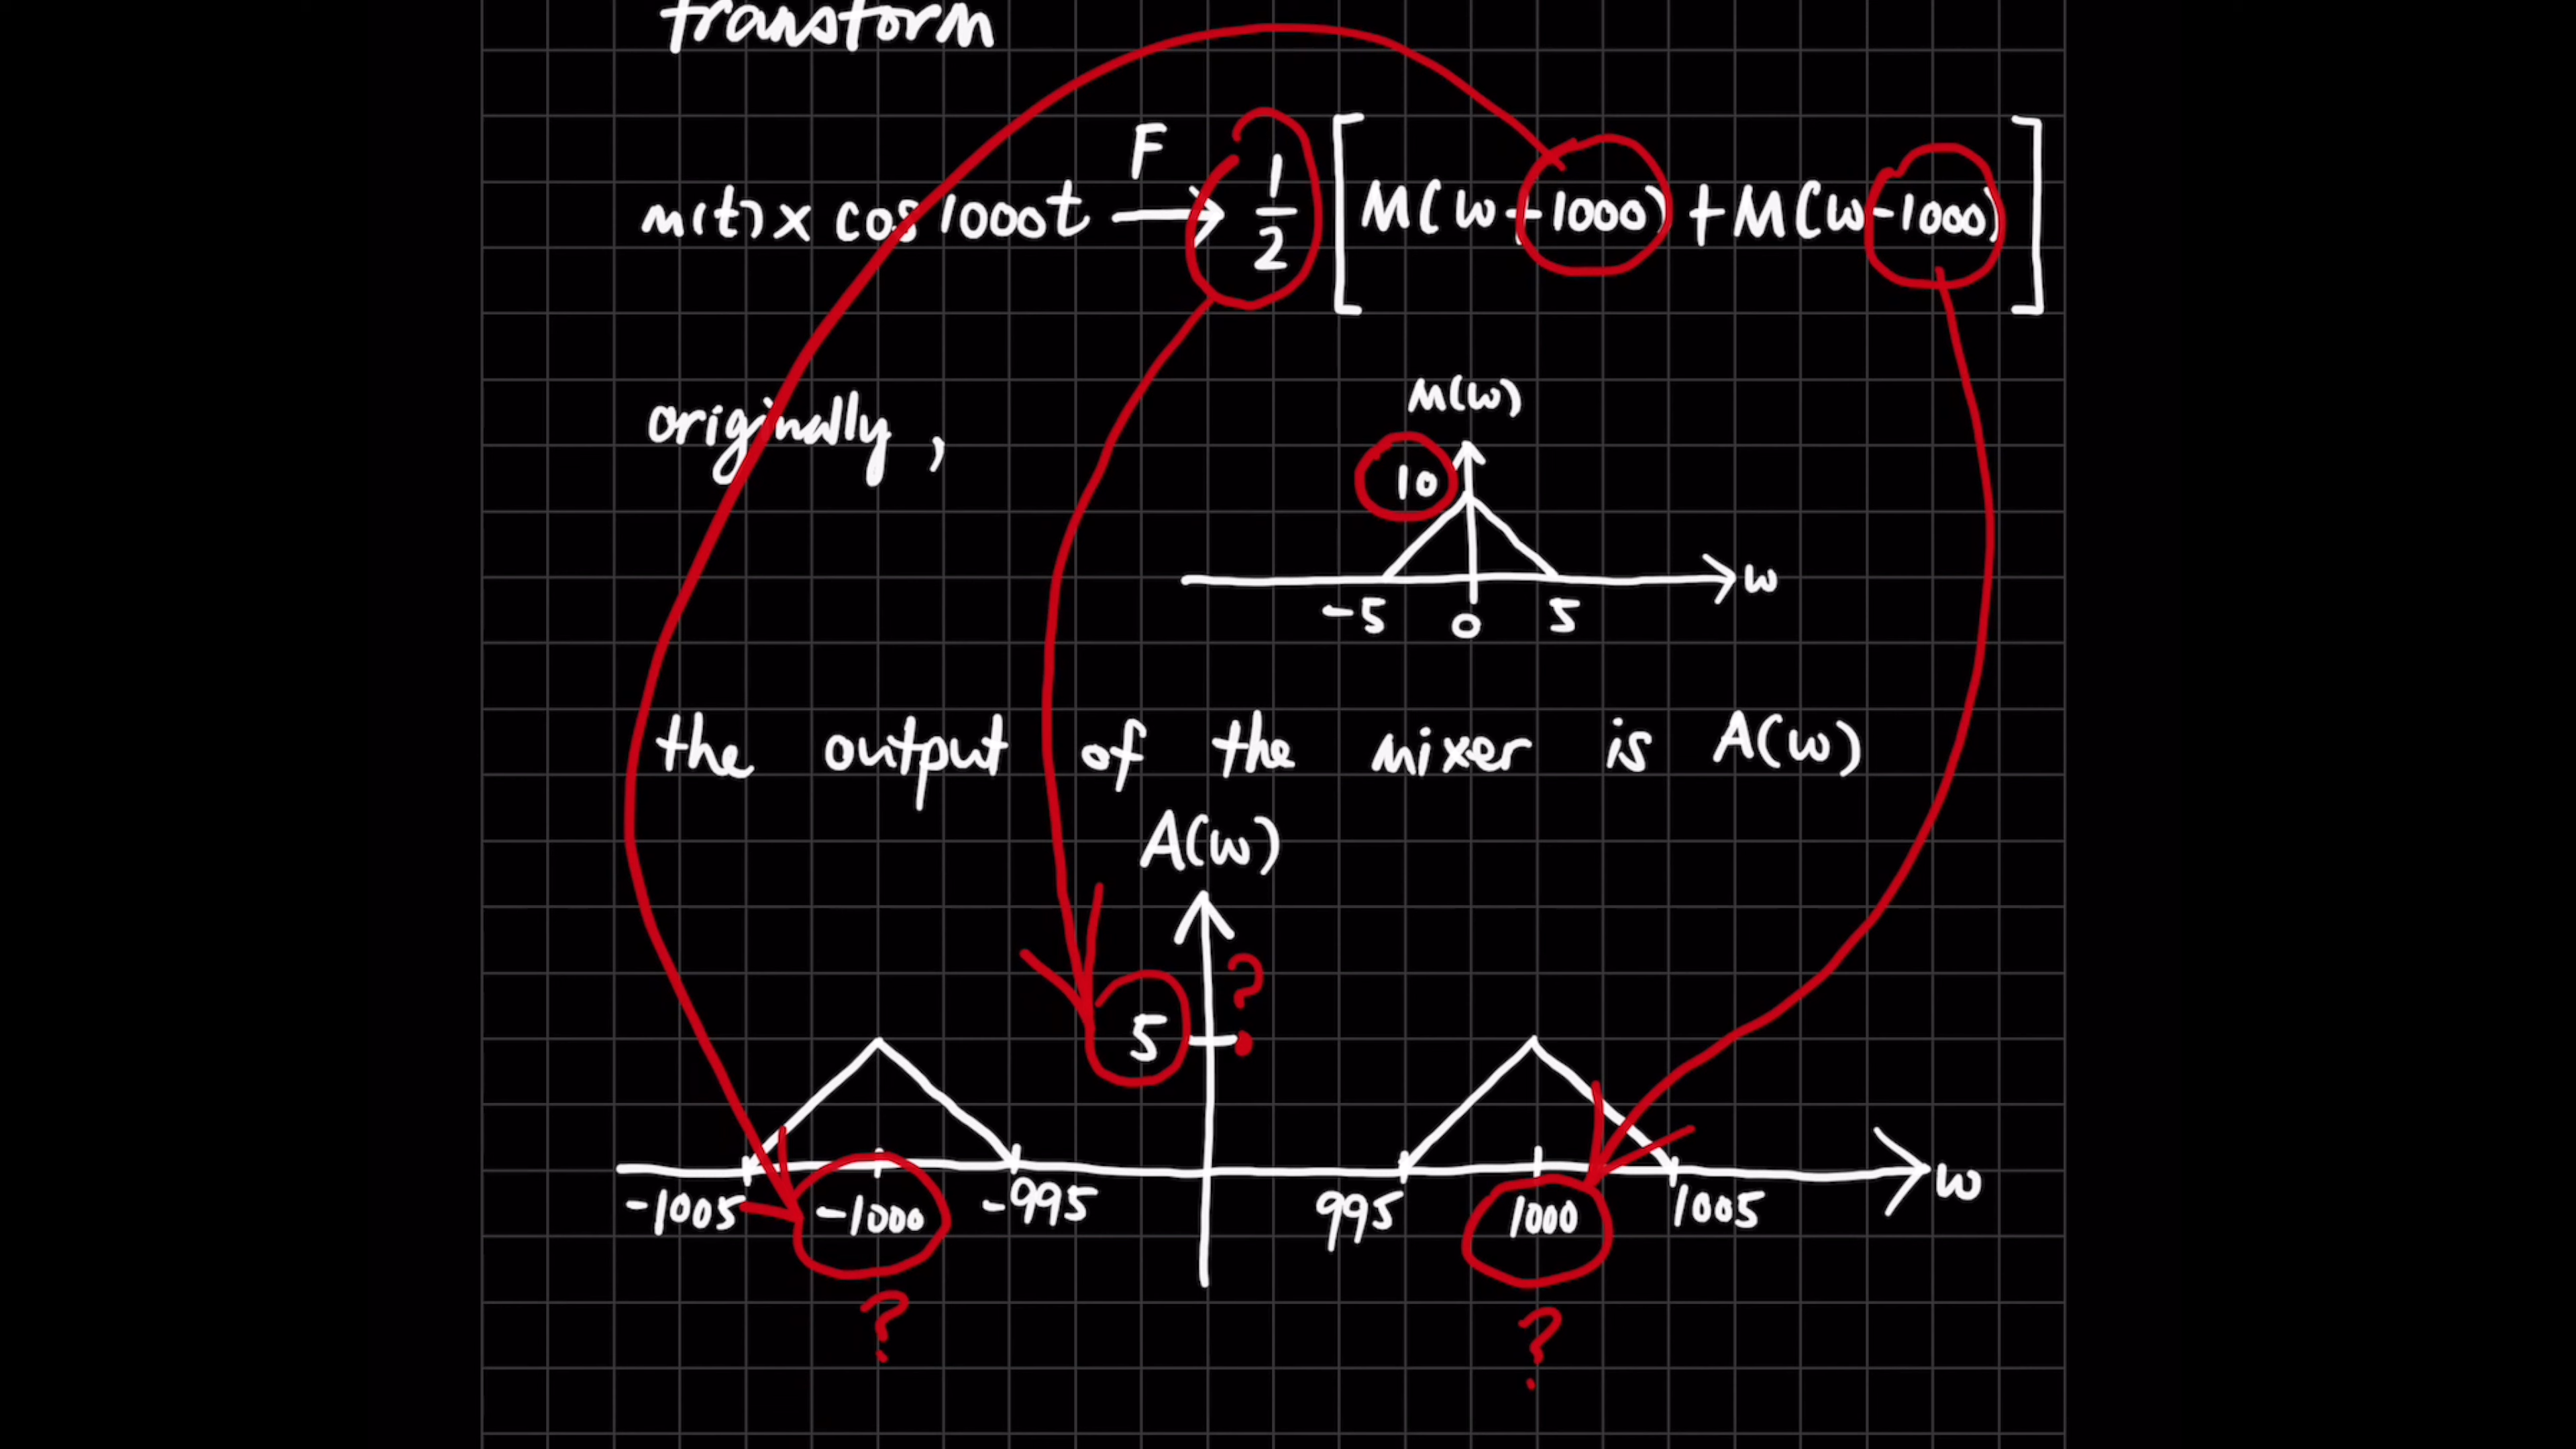 transform
m(t) x cos 1000t F→ 1/2 [M(w+1000) + M(w-1000)]
originally,
M(w)
10
w
-5 0 5
the output of the mixer is A(w)
A(w)
?
5
-1005 -1000 -995 995 1000 1005 w
? ?